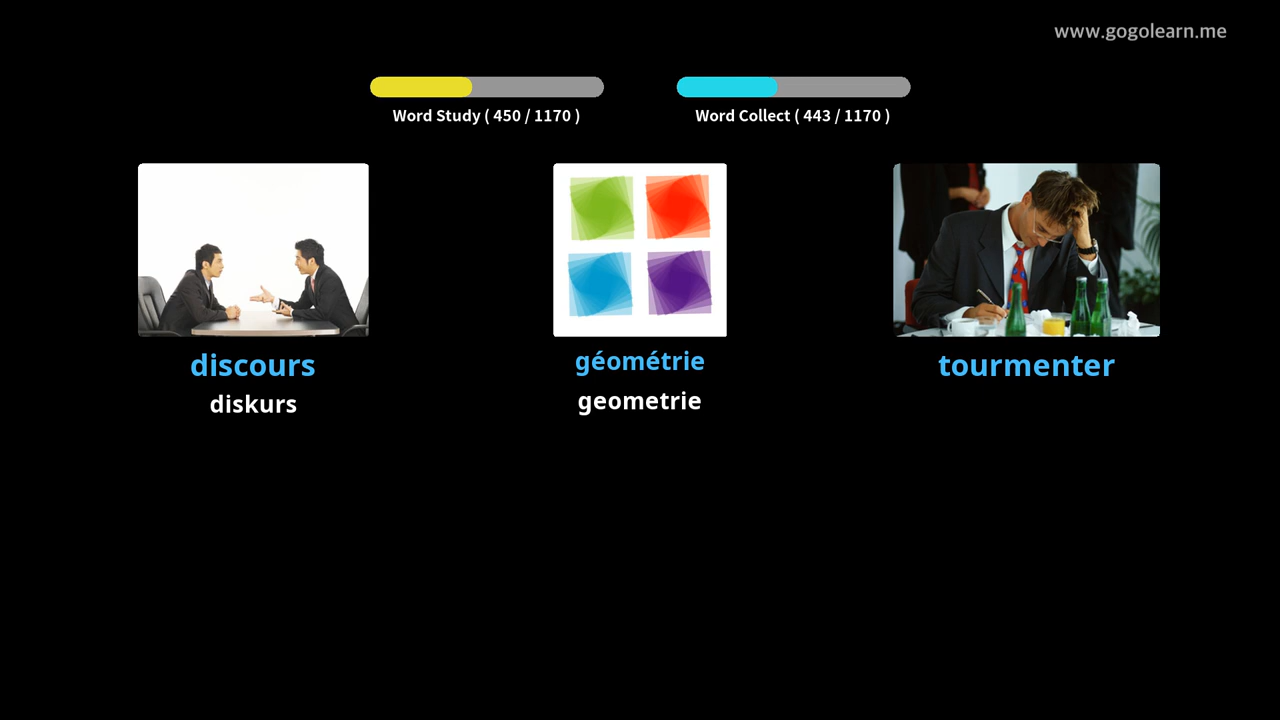 www.gogolearn.me
Word Study ( 450 / 1170 )
Word Collect ( 443 / 1170 )
discours
géométrie
tourmenter
diskurs
geometrie